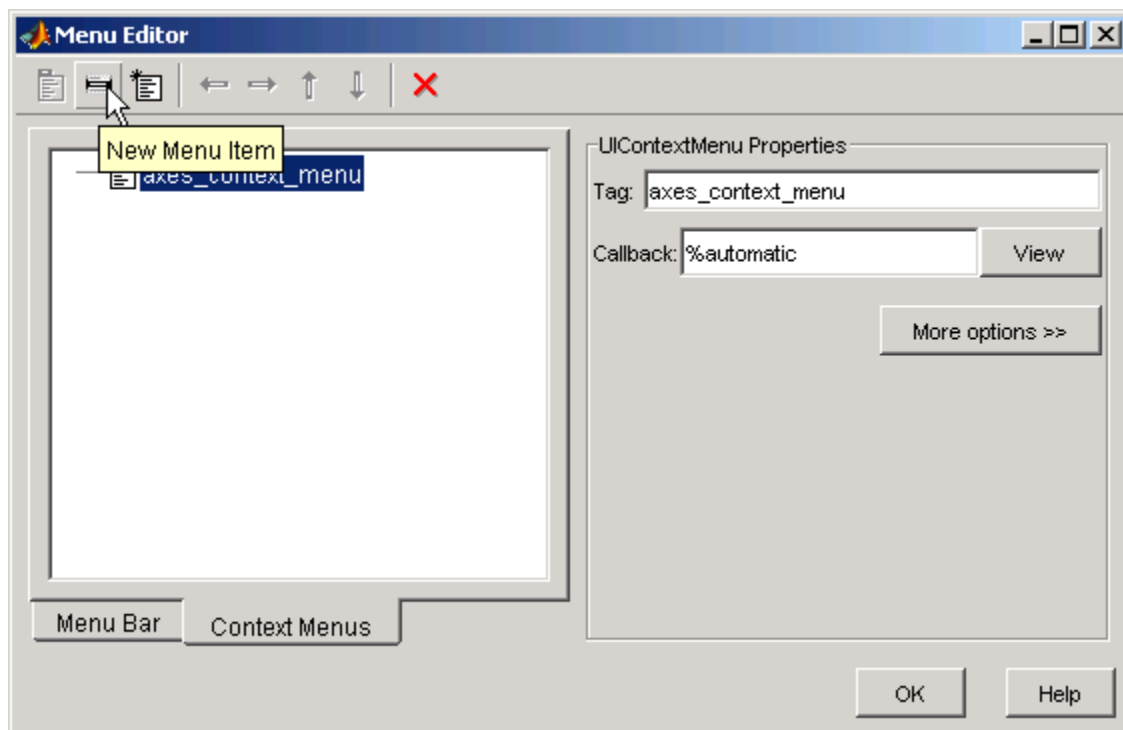 Menu Editor
New Menu Item
axes_context_menu
UIContextMenu Properties
Tag: axes_context_menu
Callback: %automatic View
More options >>
Menu Bar Context Menus
OK Help